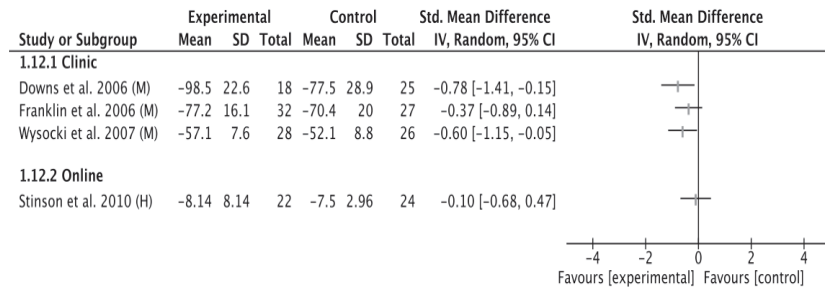 Experimental Control Std. Mean Difference Std. Mean Difference
Study or Subgroup Mean SD Total Mean SD Total IV, Random, 95% CI IV, Random, 95% CI
1.12.1 Clinic
Downs et al. 2006 (M) −98.5 22.6 18 −77.5 28.9 25 −0.78 [−1.41, −0.15]
Franklin et al. 2006 (M) −77.2 16.1 32 −70.4 20 27 −0.37 [−0.89, 0.14]
Wysocki et al. 2007 (M) −57.1 7.6 28 −52.1 8.8 26 −0.60 [−1.15, −0.05]
1.12.2 Online
Stinson et al. 2010 (H) −8.14 8.14 22 −7.5 2.96 24 −0.10 [−0.68, 0.47]
−4 −2 0 2 4
Favours [experimental] Favours [control]